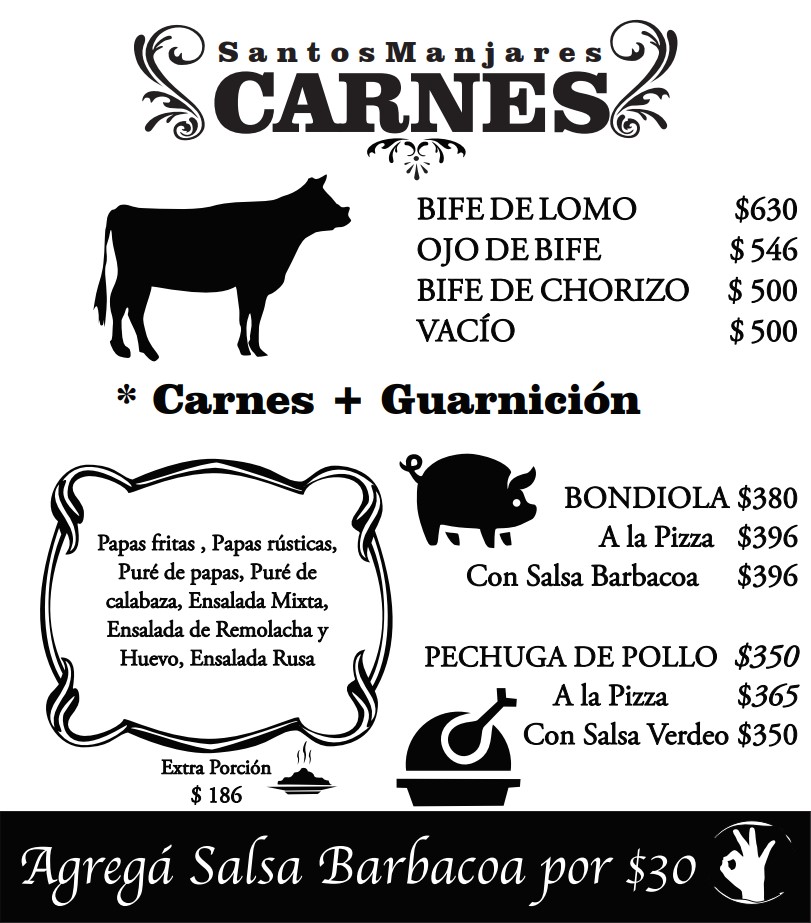 SantosManjares
CARNES
BIFE DE LOMO $630
OJO DE BIFE $546
BIFE DE CHORIZO $500
VACÍO $500
* Carnes + Guarnición
Papas fritas , Papas rústicas,
Puré de papas, Puré de
calabaza, Ensalada Mixta,
Ensalada de Remolacha y
Huevo, Ensalada Rusa
Extra Porción
$ 186
BONDIOLA $380
A la Pizza $396
Con Salsa Barbacoa $396
PECHUGA DE POLLO $350
A la Pizza $365
Con Salsa Verdeo $350
Agregá Salsa Barbacoa por $30